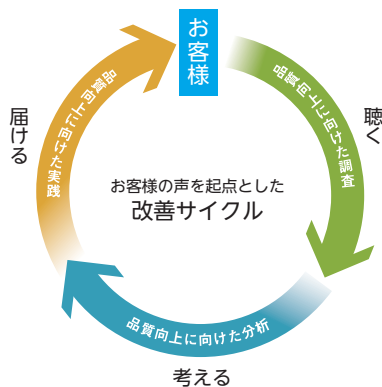 お客様
品質向上に向けた調査
聴く
品質向上に向けた分析
考える
品質向上に向けた実践
届ける
お客様の声を起点とした
改善サイクル